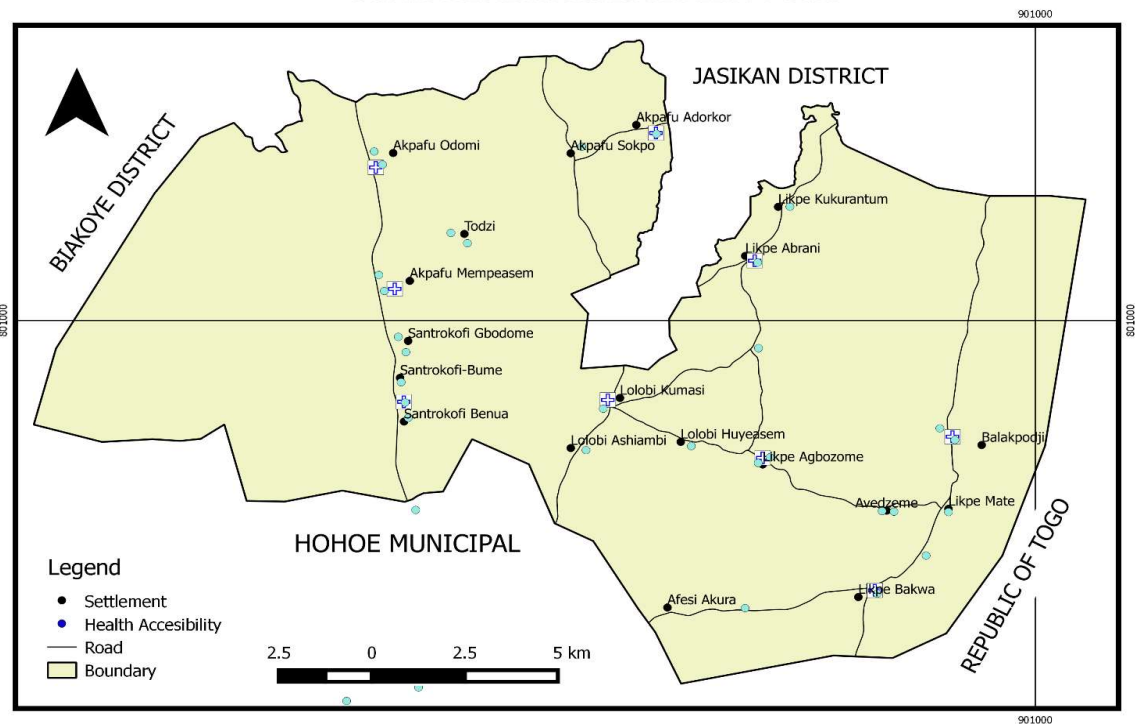 901000
JASIKAN DISTRICT
BIAKOYE DISTRICT
Akpafu Adorkor
Akpafu Odomi
Akpafu Sokpo
Likpe Kukurantum
Todzi
Likpe Abrani
Akpafu Mempeasem
801000
801000
Santrokofi Gbodome
Santrokofi-Bume
Lolobi Kumasi
Santrokofi Benua
Lolobi Ashiambi
Lolobi Huyeasem
Balakpodji
Likpe Agbozome
Avedzeme
Likpe Mate
HOHOE MUNICIPAL
REPUBLIC OF TOGO
Likpe Bakwa
Afesi Akura
Legend
Settlement
Health Accesibility
Road
Boundary
2.5 0 2.5 5 km
901000